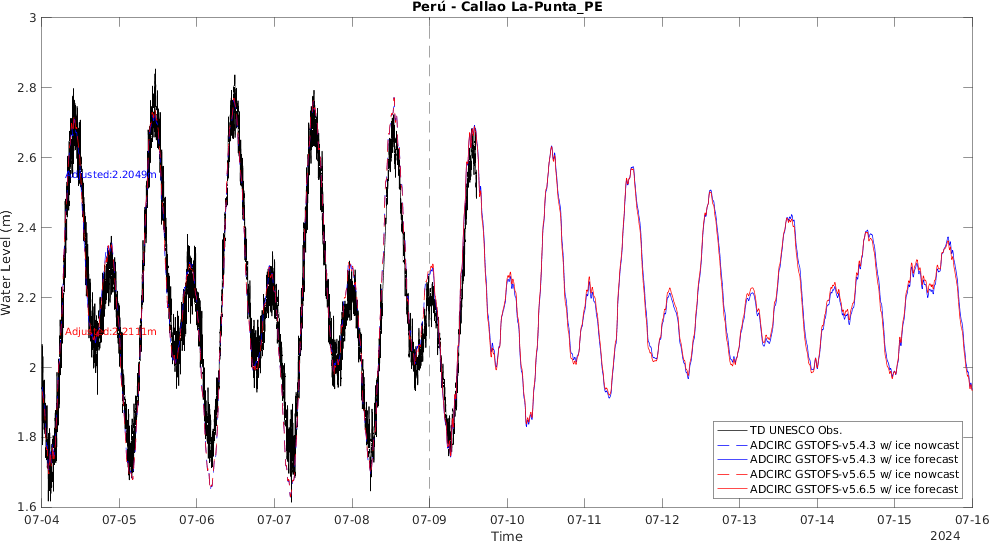 Perú - Callao La-Punta_PE
Water Level (m)
3
2.8
2.6
2.4
2.2
2
1.8
1.6
Adjusted:2.2049m
Adjusted:2.2111m
TD UNESCO Obs.
ADCIRC GSTOFS-v5.4.3 w/ ice nowcast
ADCIRC GSTOFS-v5.4.3 w/ ice forecast
ADCIRC GSTOFS-v5.6.5 w/ ice nowcast
ADCIRC GSTOFS-v5.6.5 w/ ice forecast
07-04 07-05 07-06 07-07 07-08 07-09 07-10 07-11 07-12 07-13 07-14 07-15 07-16
Time
2024